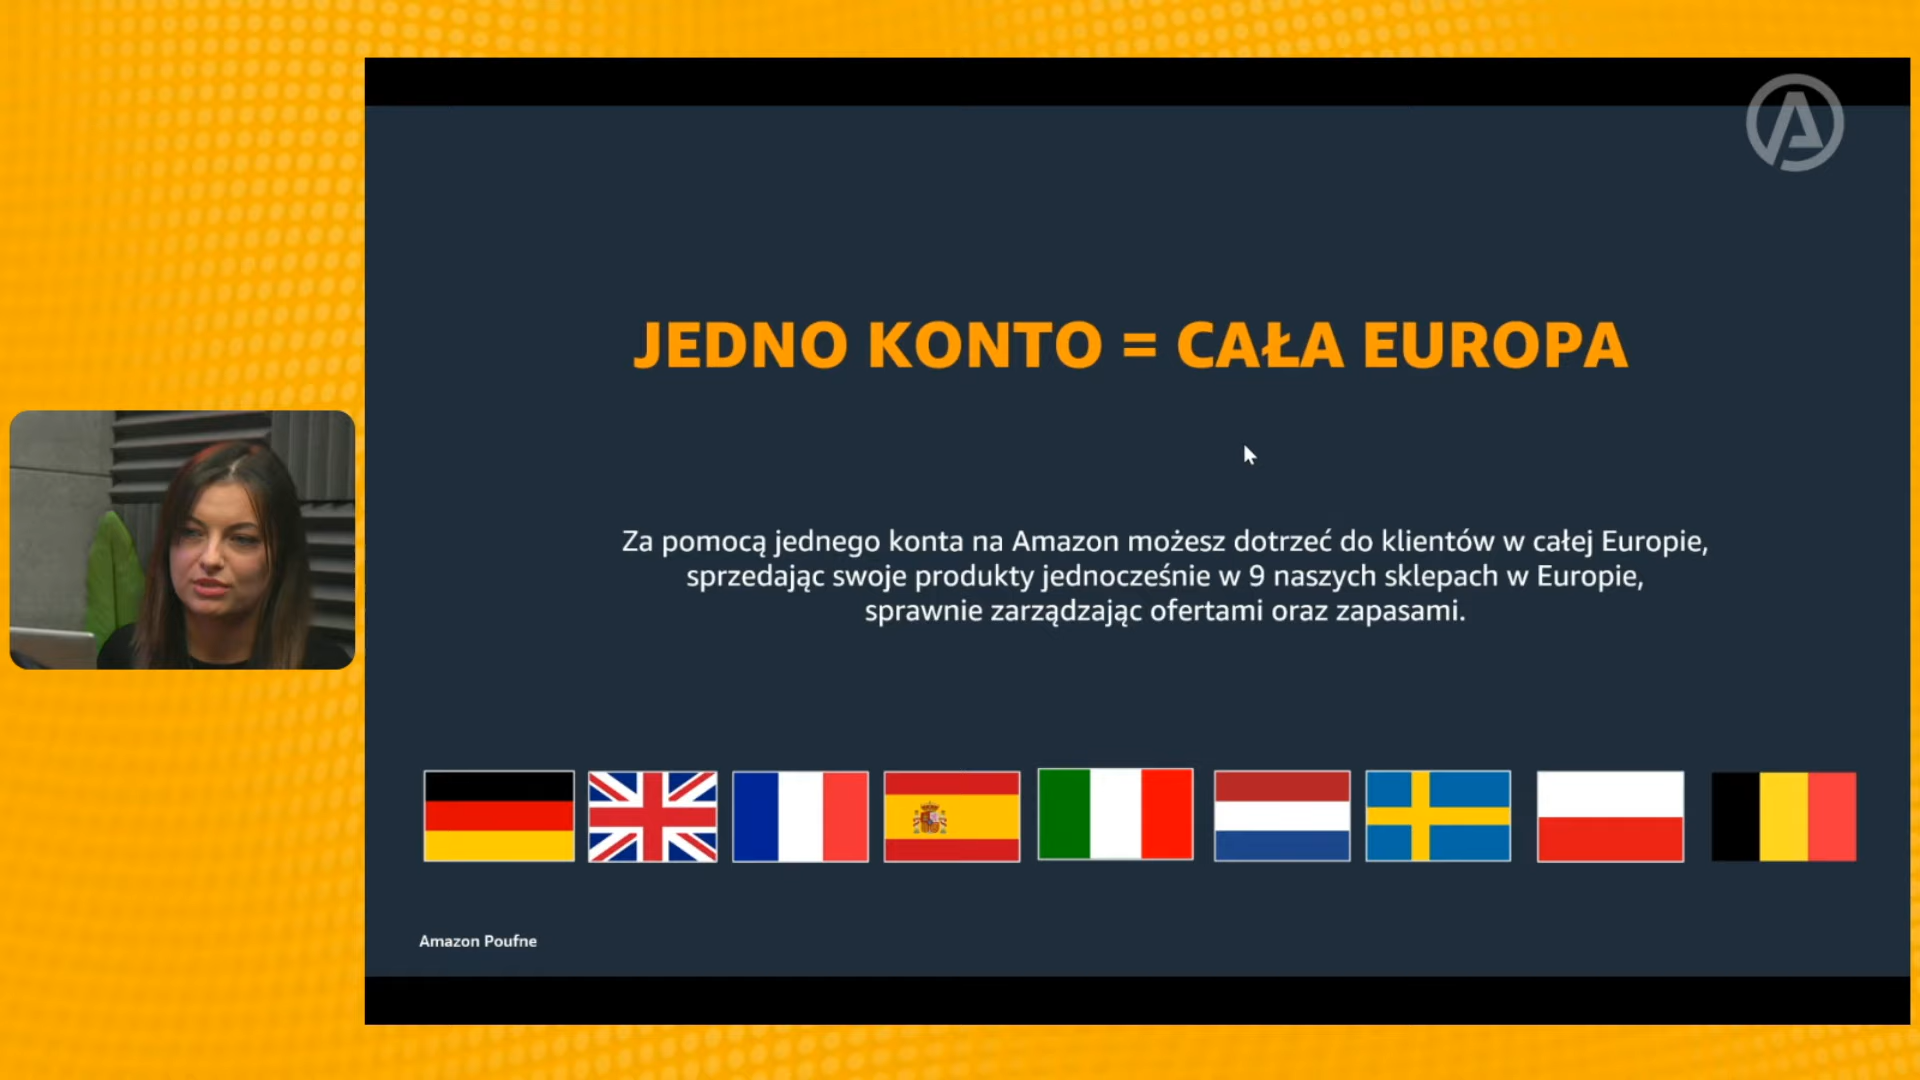 JEDNO KONTO = CAŁA EUROPA
Za pomocą jednego konta na Amazon możesz dotrzeć do klientów w całej Europie,
sprzedając swoje produkty jednocześnie w 9 naszych sklepach w Europie,
sprawnie zarządzając ofertami oraz zapasami.
Amazon Poufne